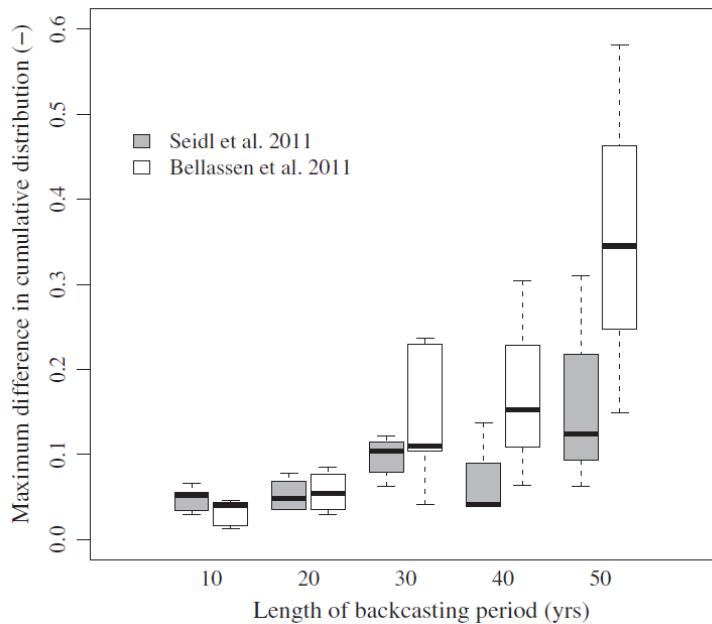 Maximum difference in cumulative distribution (−)
0.6
0.5
0.4
0.3
0.2
0.1
0.0
Seidl et al. 2011
Bellassen et al. 2011
10 20 30 40 50
Length of backcasting period (yrs)